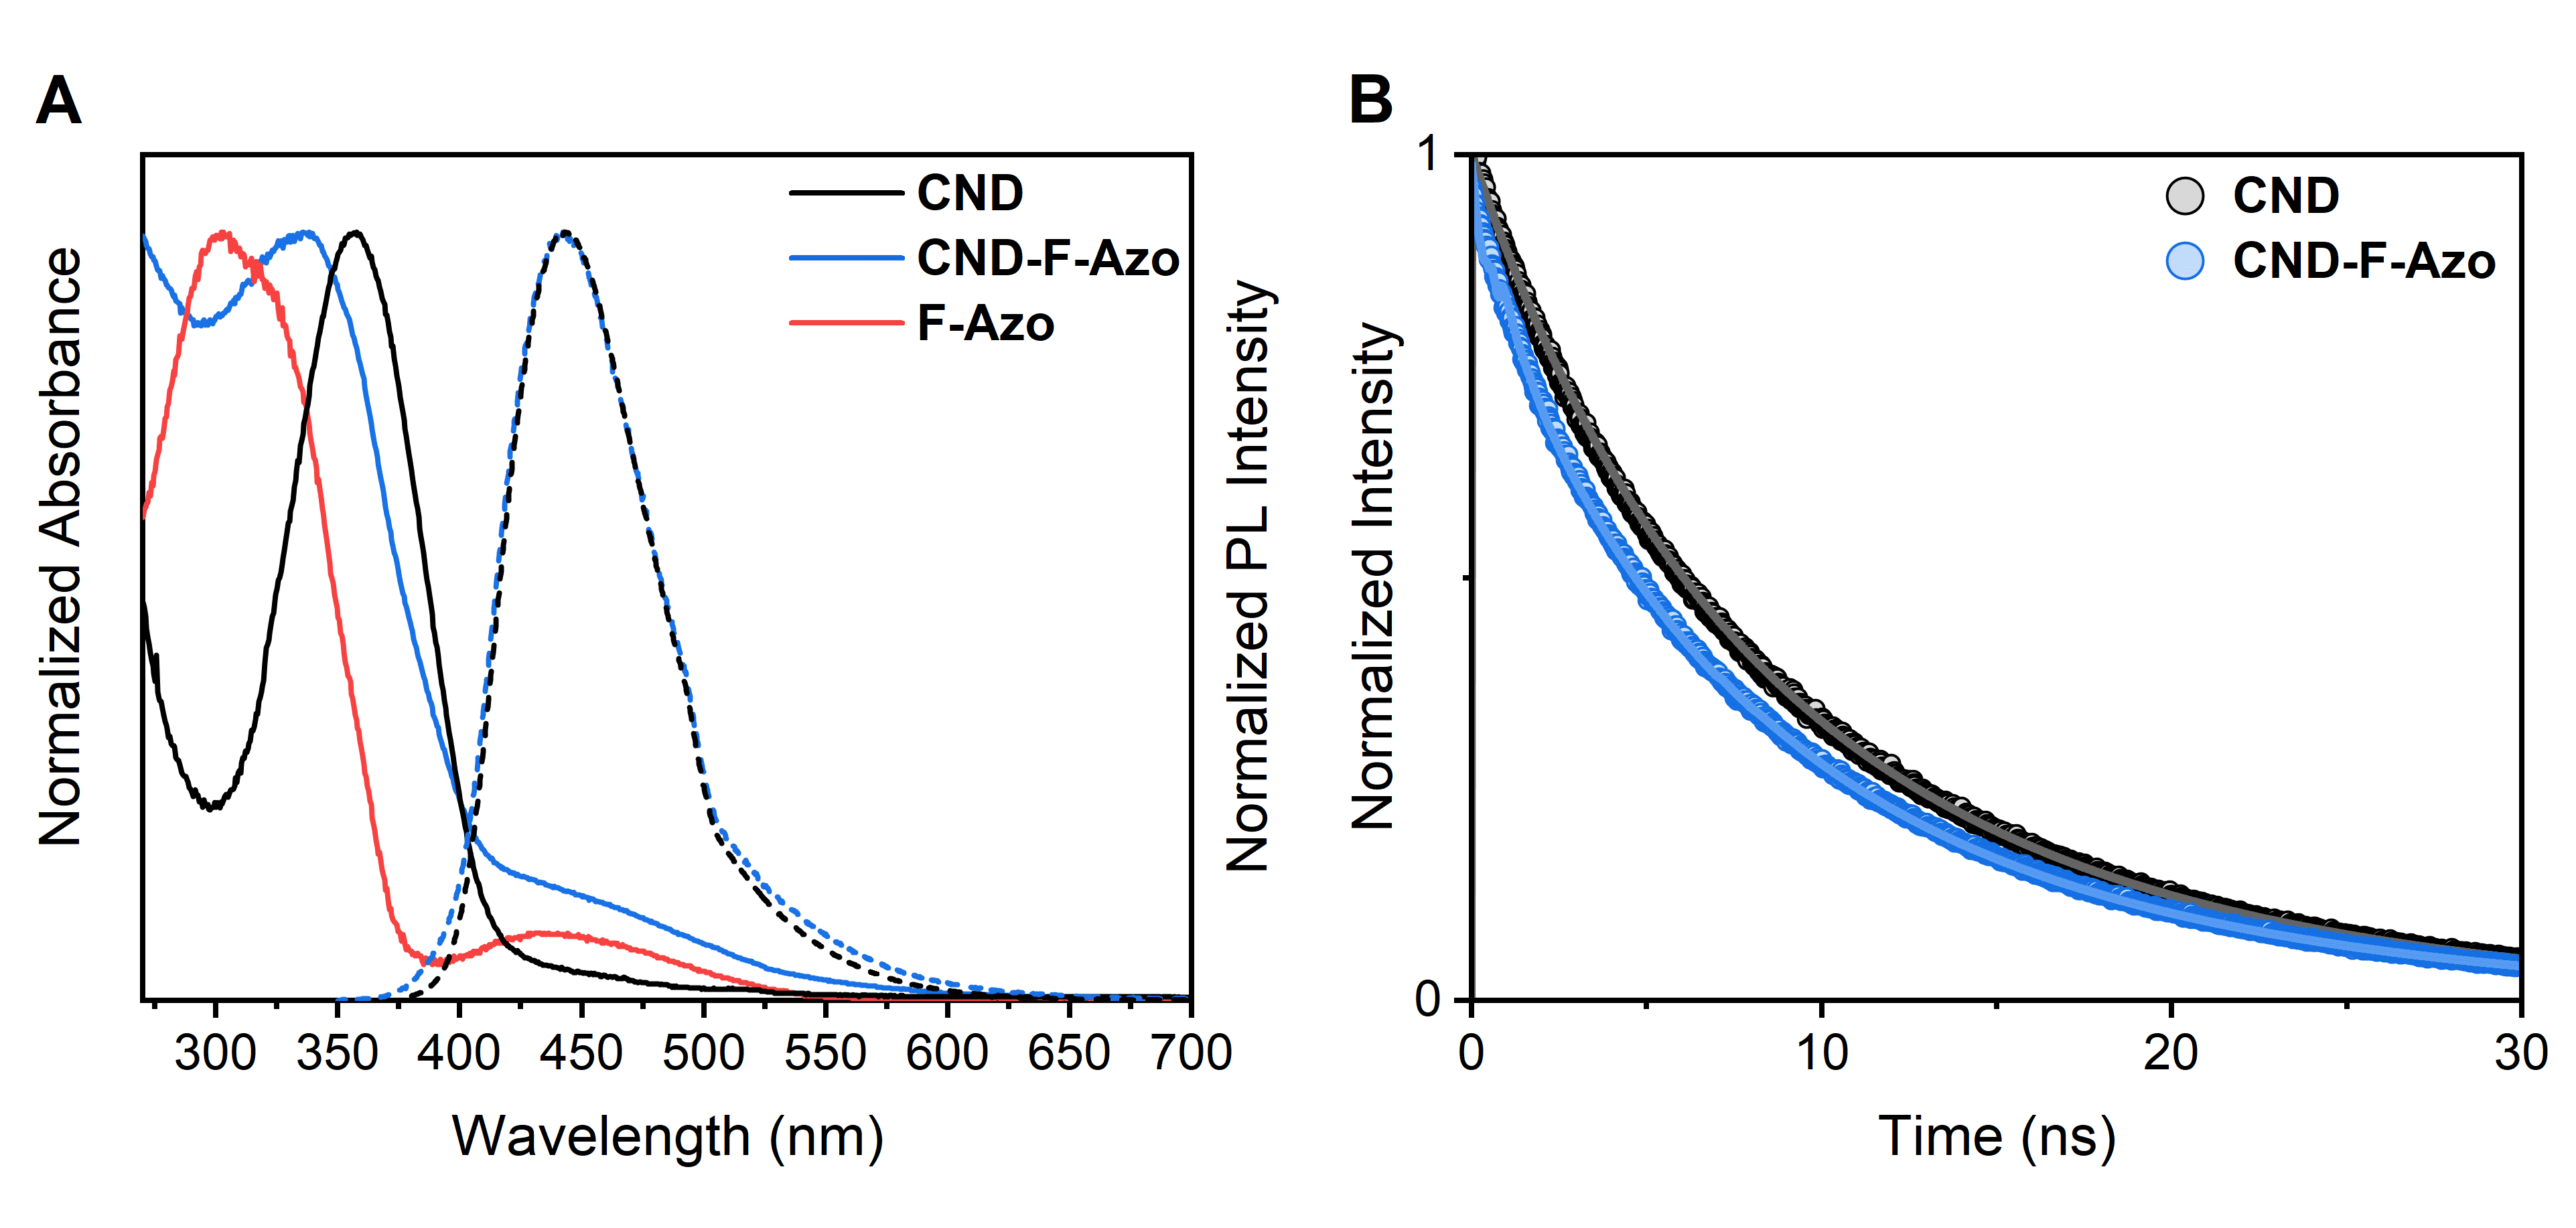 A
Normalized Absorbance
CND
CND-F-Azo
F-Azo
Normalized PL Intensity
300 350 400 450 500 550 600 650 700
Wavelength (nm)
B
Normalized Intensity
1
0
CND
CND-F-Azo
0 10 20 30
Time (ns)